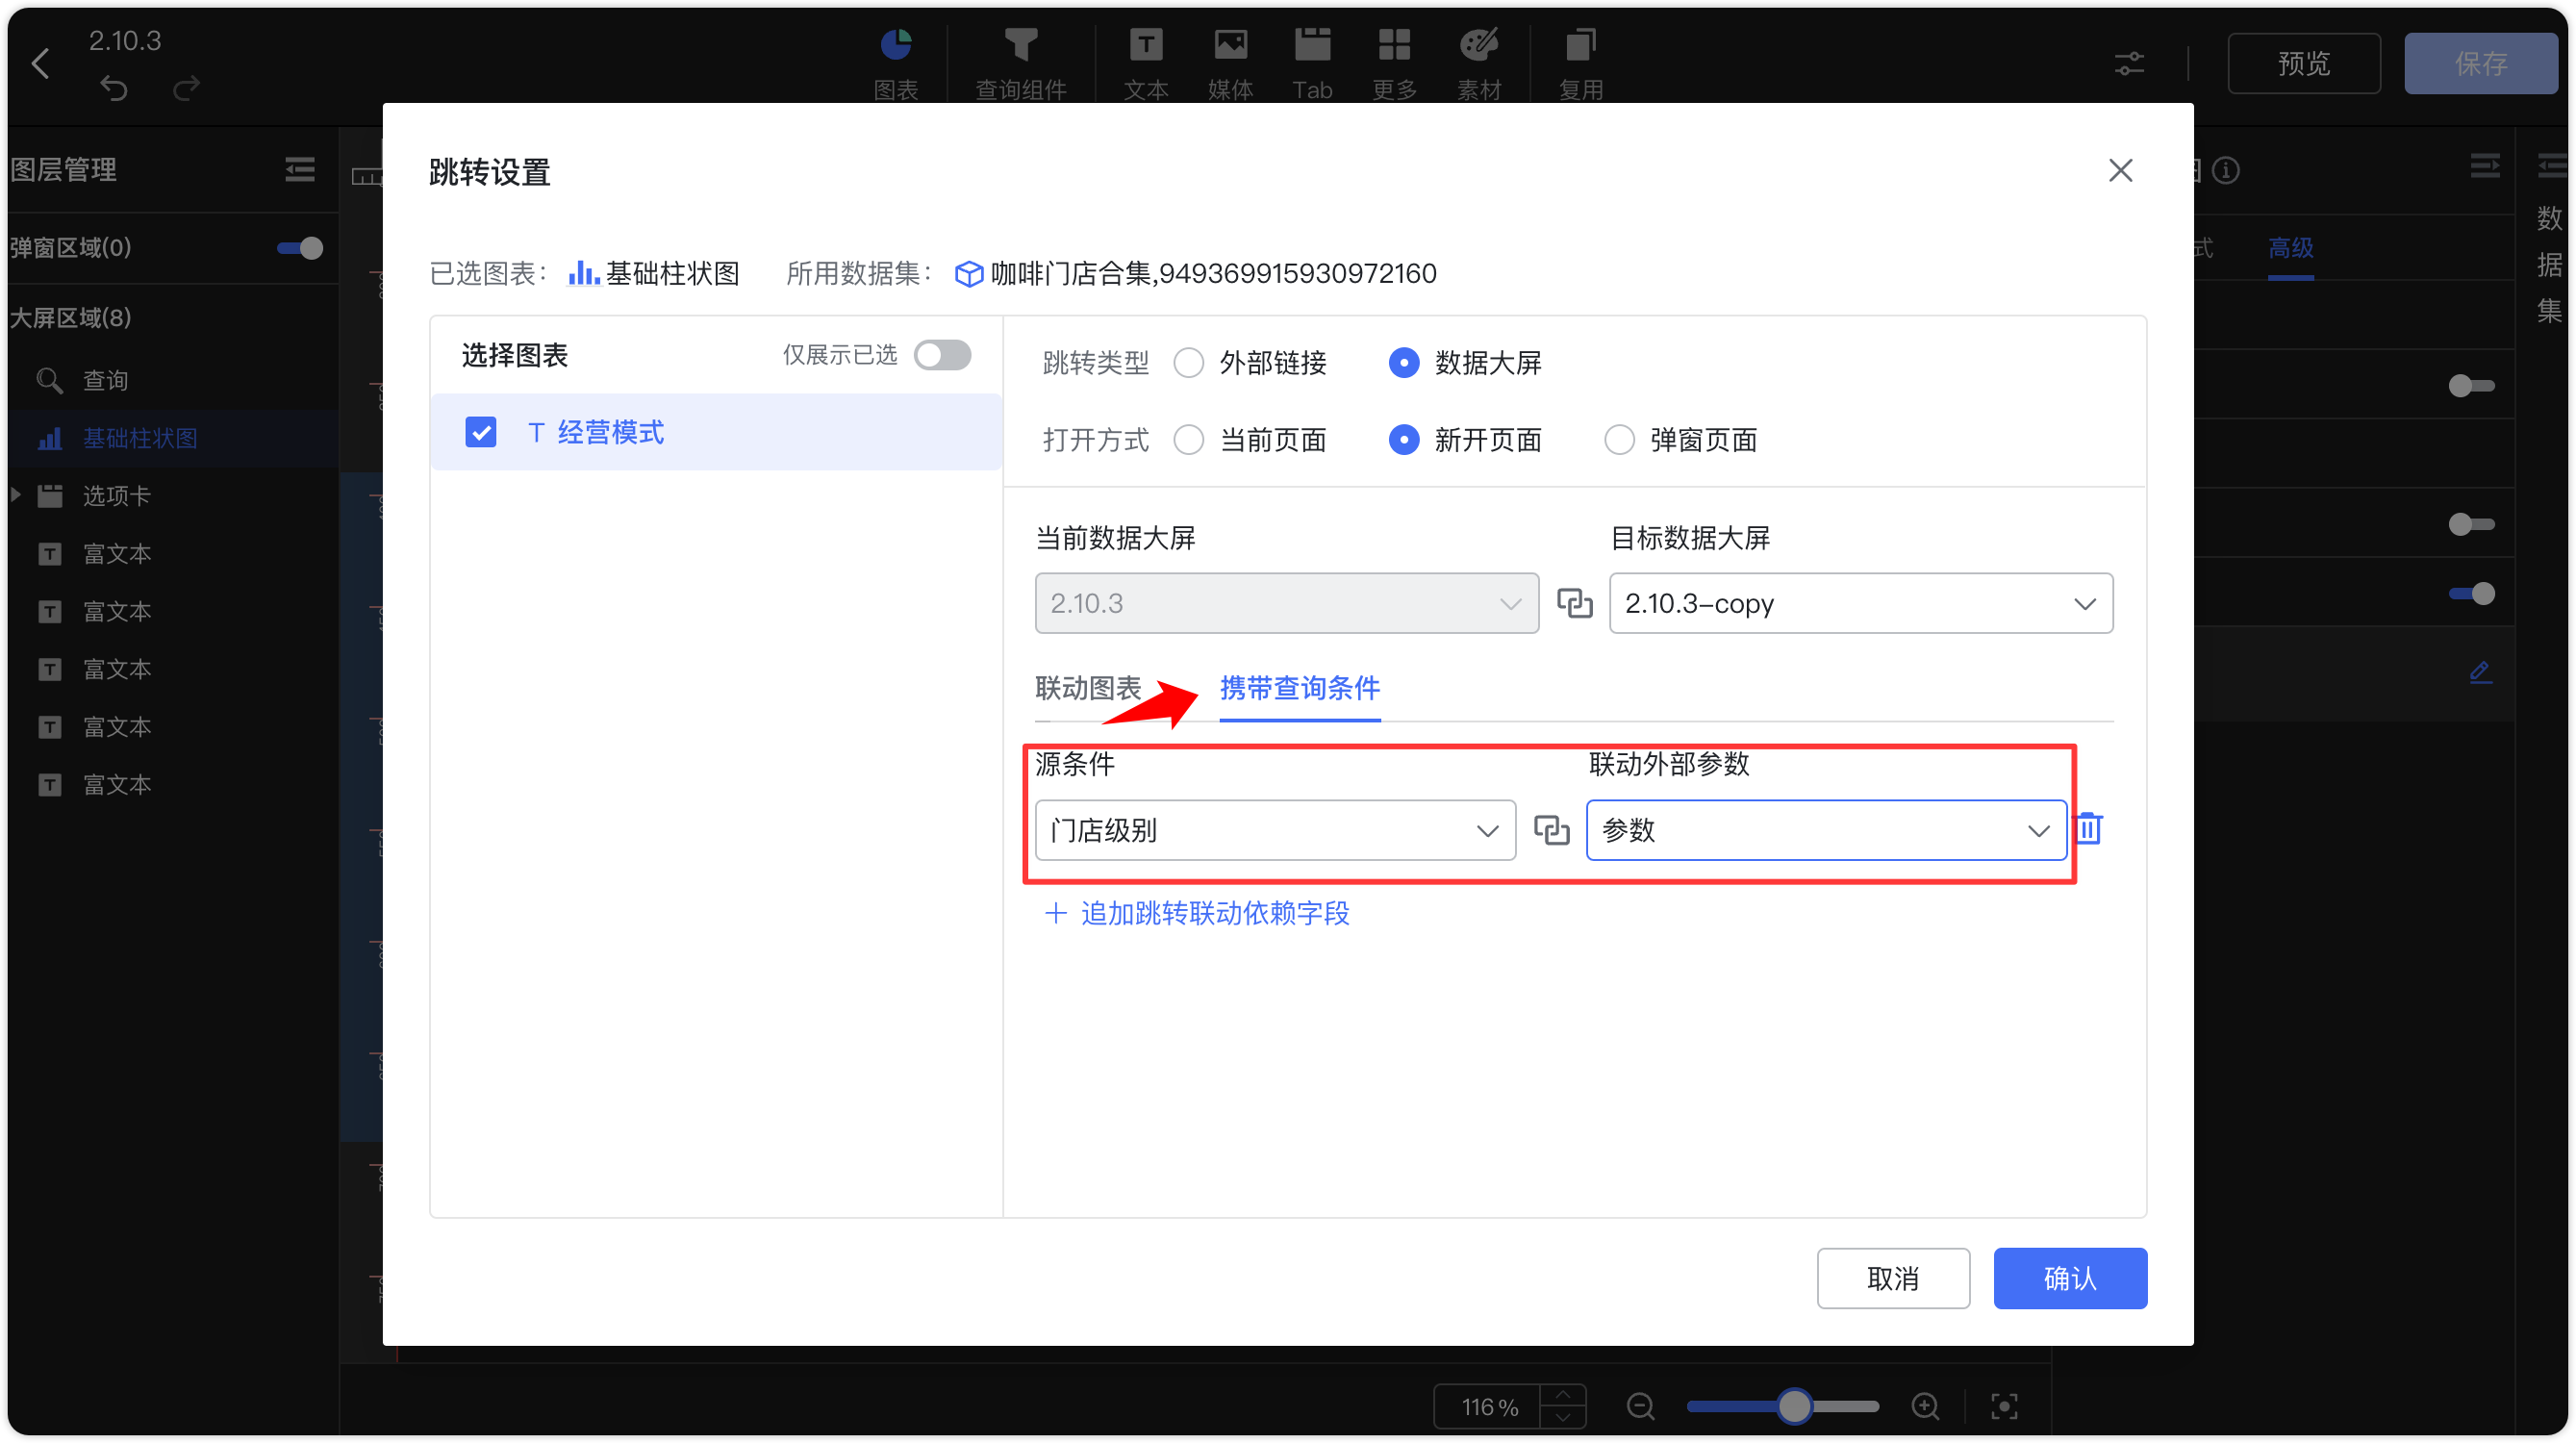 2.10.3
图表
查询组件
文本
媒体
Tab
更多
素材
复用
预览
保存
图层管理
弹窗区域(0)
大屏区域(8)
查询
基础柱状图
选项卡
富文本
富文本
富文本
富文本
富文本
跳转设置
已选图表: 基础柱状图 所用数据集: 咖啡门店合集,949369915930972160
选择图表 仅展示已选
T 经营模式
跳转类型 外部链接 数据大屏
打开方式 当前页面 新开页面 弹窗页面
当前数据大屏 目标数据大屏
2.10.3 2.10.3-copy
联动图表 携带查询条件
源条件 联动外部参数
门店级别 参数
+ 追加跳转联动依赖字段
取消 确认
式 高级
数据集
116%